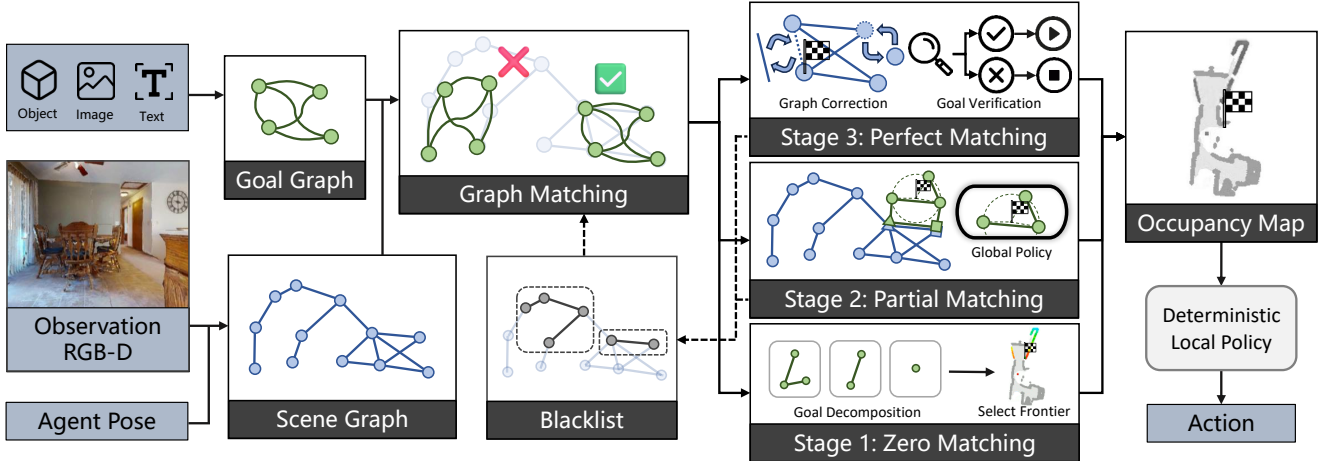 Object
Image
T
Text
Goal Graph
Observation
RGB-D
Agent Pose
Scene Graph
Graph Matching
Blacklist
Graph Correction
Goal Verification
Stage 3: Perfect Matching
Global Policy
Stage 2: Partial Matching
Goal Decomposition
Select Frontier
Stage 1: Zero Matching
Occupancy Map
Deterministic
Local Policy
Action